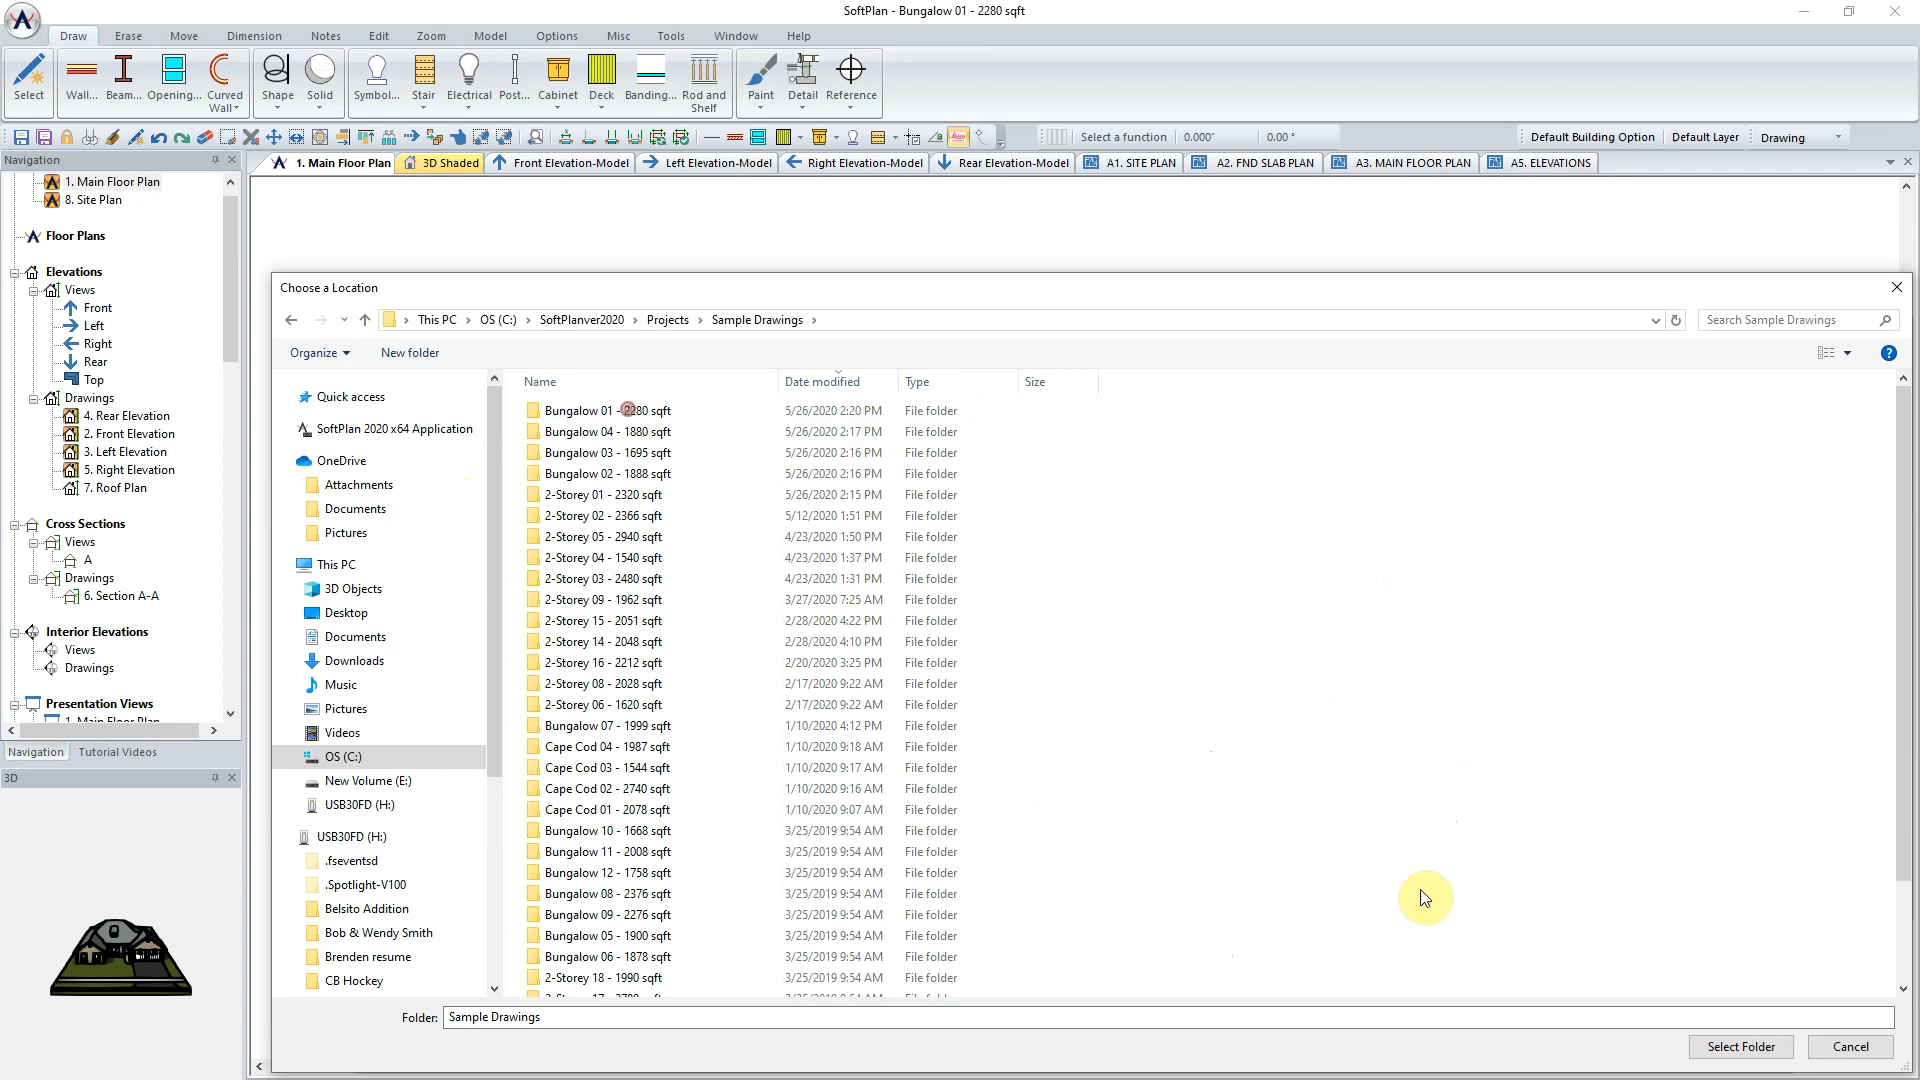 SoftPlan - Bungalow 01 - 2280 sqft
Draw Erase Move Dimension Notes Edit Zoom Model Options Misc Tools Window Help
Select Wall... Beam... Opening... Curved Wall Shape Solid Symbol... Stair Electrical Post... Cabinet Deck Banding... Rod and Shelf Paint Detail Reference
Select a function 0.000" 0.00 ° Default Building Option Default Layer Drawing
Navigation
1. Main Floor Plan 3D Shaded Front Elevation-Model Left Elevation-Model Right Elevation-Model Rear Elevation-Model A1. SITE PLAN A2. FND SLAB PLAN A3. MAIN FLOOR PLAN A5. ELEVATIONS
1. Main Floor Plan
8. Site Plan
Floor Plans
Elevations
Views
Front
Left
Right
Rear
Top
Drawings
4. Rear Elevation
2. Front Elevation
3. Left Elevation
5. Right Elevation
7. Roof Plan
Cross Sections
Views
A
Drawings
6. Section A-A
Interior Elevations
Views
Drawings
Presentation Views
1. Main Floor Plan
Navigation Tutorial Videos
3D
Choose a Location
This PC OS (C:) SoftPlanver2020 Projects Sample Drawings
Search Sample Drawings
Organize New folder
Quick access
SoftPlan 2020 x64 Application
OneDrive
Attachments
Documents
Pictures
This PC
3D Objects
Desktop
Documents
Downloads
Music
Pictures
Videos
OS (C:)
New Volume (E:)
USB30FD (H:)
USB30FD (H:)
.fseventsd
.Spotlight-V100
Belsito Addition
Bob & Wendy Smith
Brenden resume
CB Hockey
Name Date modified Type Size
Bungalow 01 - 2280 sqft 5/26/2020 2:20 PM File folder
Bungalow 04 - 1880 sqft 5/26/2020 2:17 PM File folder
Bungalow 03 - 1695 sqft 5/26/2020 2:16 PM File folder
Bungalow 02 - 1888 sqft 5/26/2020 2:16 PM File folder
2-Storey 01 - 2320 sqft 5/26/2020 2:15 PM File folder
2-Storey 02 - 2366 sqft 5/12/2020 1:51 PM File folder
2-Storey 05 - 2940 sqft 4/23/2020 1:50 PM File folder
2-Storey 04 - 1540 sqft 4/23/2020 1:37 PM File folder
2-Storey 03 - 2480 sqft 4/23/2020 1:31 PM File folder
2-Storey 09 - 1962 sqft 3/27/2020 7:25 AM File folder
2-Storey 15 - 2051 sqft 2/28/2020 4:22 PM File folder
2-Storey 14 - 2048 sqft 2/28/2020 4:10 PM File folder
2-Storey 16 - 2212 sqft 2/20/2020 3:25 PM File folder
2-Storey 08 - 2028 sqft 2/17/2020 9:22 AM File folder
2-Storey 06 - 1620 sqft 2/17/2020 9:22 AM File folder
Bungalow 07 - 1999 sqft 1/10/2020 4:12 PM File folder
Cape Cod 04 - 1987 sqft 1/10/2020 9:18 AM File folder
Cape Cod 03 - 1544 sqft 1/10/2020 9:17 AM File folder
Cape Cod 02 - 2740 sqft 1/10/2020 9:16 AM File folder
Cape Cod 01 - 2078 sqft 1/10/2020 9:07 AM File folder
Bungalow 10 - 1668 sqft 3/25/2019 9:54 AM File folder
Bungalow 11 - 2008 sqft 3/25/2019 9:54 AM File folder
Bungalow 12 - 1758 sqft 3/25/2019 9:54 AM File folder
Bungalow 08 - 2376 sqft 3/25/2019 9:54 AM File folder
Bungalow 09 - 2276 sqft 3/25/2019 9:54 AM File folder
Bungalow 05 - 1900 sqft 3/25/2019 9:54 AM File folder
Bungalow 06 - 1878 sqft 3/25/2019 9:54 AM File folder
2-Storey 18 - 1990 sqft 3/25/2019 9:54 AM File folder
Folder: Sample Drawings
Select Folder Cancel